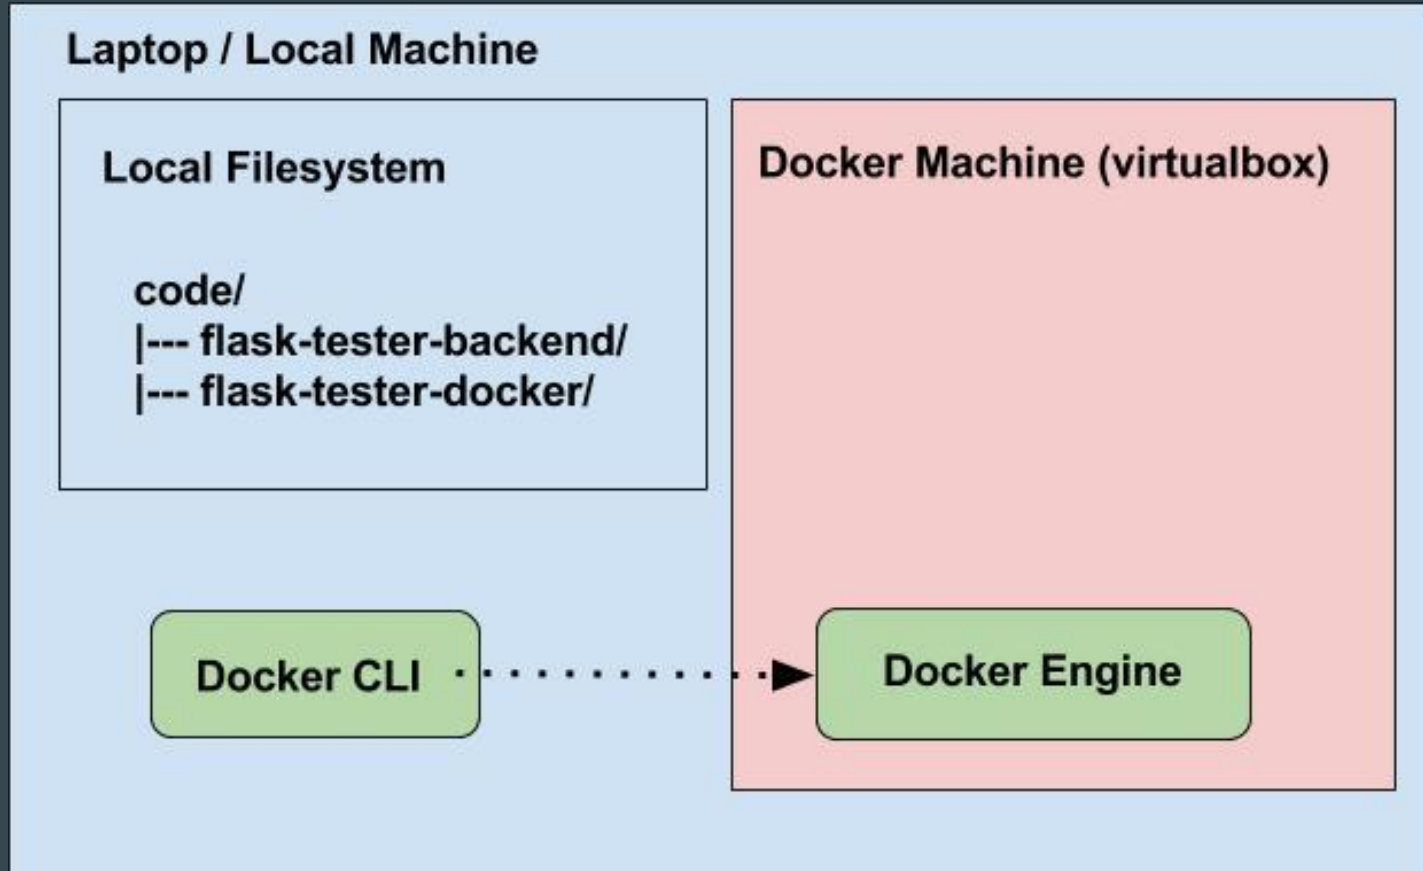 Laptop / Local Machine
Local Filesystem
code/
|--- flask-tester-backend/
|--- flask-tester-docker/
Docker Machine (virtualbox)
Docker CLI
Docker Engine